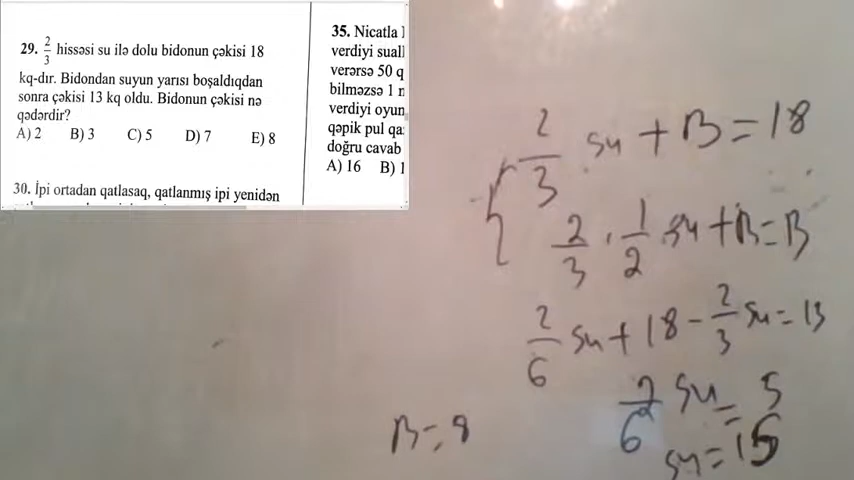 29. 2/3 hissəsi su ilə dolu bidonun çəkisi 18
kq-dır. Bidondan suyun yarısı boşaldıqdan
sonra çəkisi 13 kq oldu. Bidonun çəkisi nə
qədərdir?
A) 2 B) 3 C) 5 D) 7 E) 8
30. İpi ortadan qatlasaq, qatlanmış ipi yenidən
35. Nicatla
verdiyi sual
verərsə 50 q
bilməzsə 1
verdiyi oyun
qəpik pul qa
doğru cavab
A) 16 B) 1
2/3 su + B = 18
2/3 · 1/2 su + B = B
2/6 su + 18 - 2/3 su = 13
2/6 su = 5
su = 15
B = 8